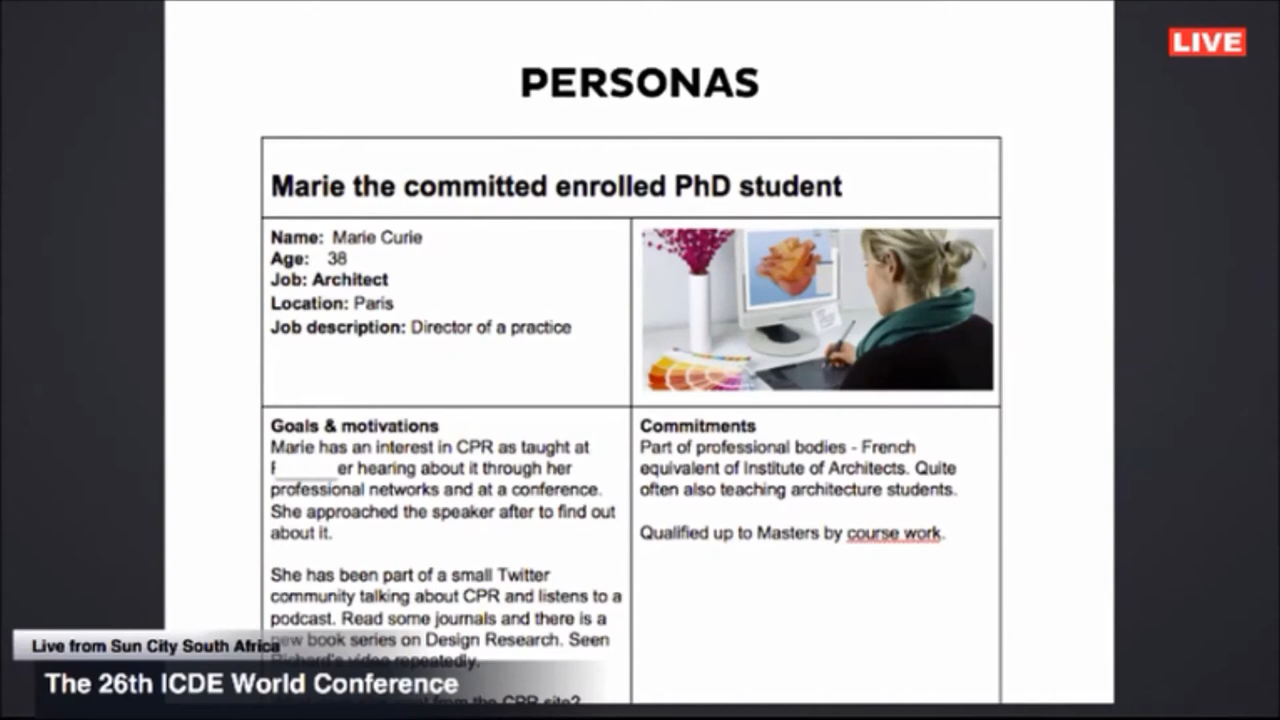 LIVE
PERSONAS
Marie the committed enrolled PhD student
Name: Marie Curie
Age: 38
Job: Architect
Location: Paris
Job description: Director of a practice
Goals & motivations
Marie has an interest in CPR as taught at
er hearing about it through her
professional networks and at a conference.
She approached the speaker after to find out
about it.
She has been part of a small Twitter
community talking about CPR and listens to a
podcast. Read some journals and there is a
new book series on Design Research. Seen
Richard's video repeatedly.
from the CPR site?
Commitments
Part of professional bodies - French
equivalent of Institute of Architects. Quite
often also teaching architecture students.
Qualified up to Masters by course work.
Live from Sun City South Africa
The 26th ICDE World Conference